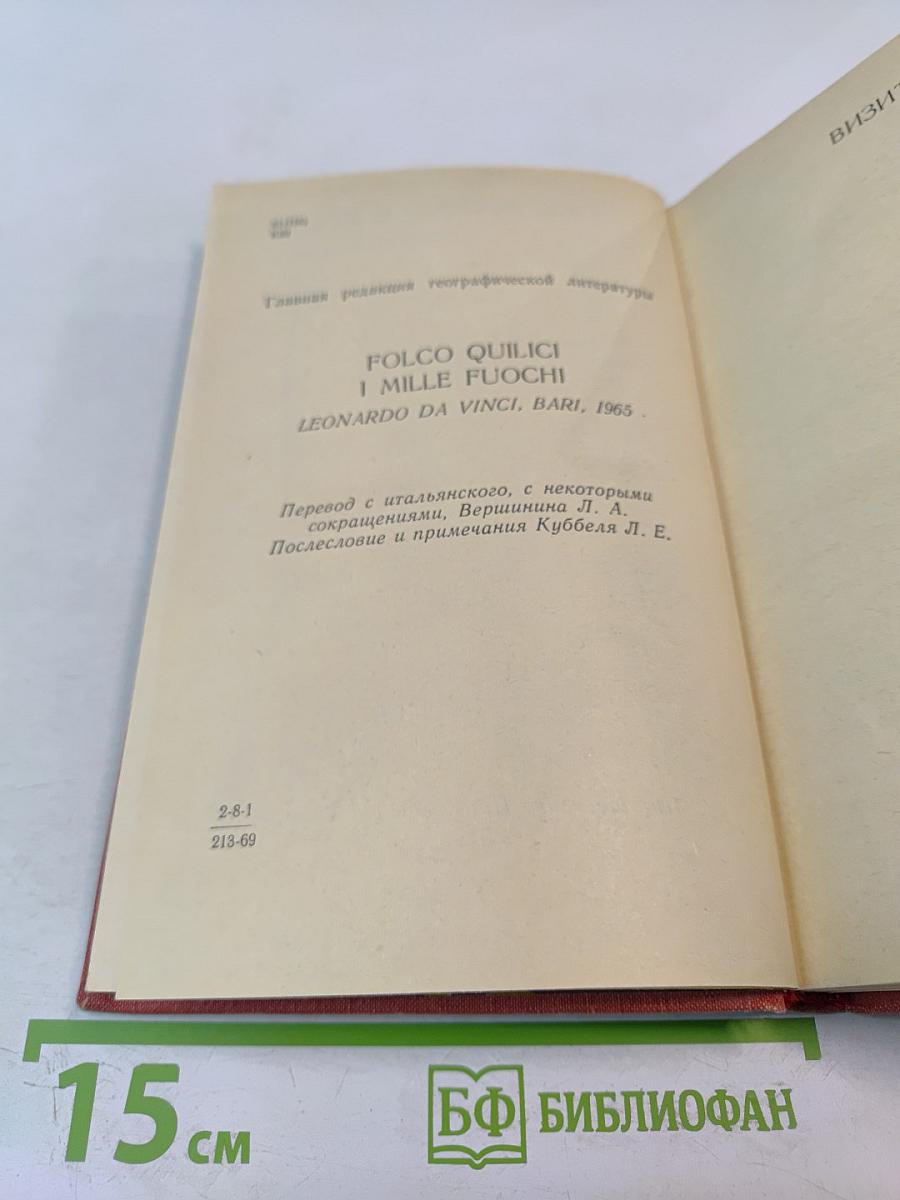 Главная редакция географической литературы
FOLCO QUILICI
I MILLE FUOCHI
LEONARDO DA VINCI, BARI, 1965.
Перевод с итальянского, с некоторыми
сокращениями, Вершинина Л. А.
Послесловие и примечания Куббеля Л. Е.
2-8-1
213-69
15 см
БФ БИБЛИОФАН